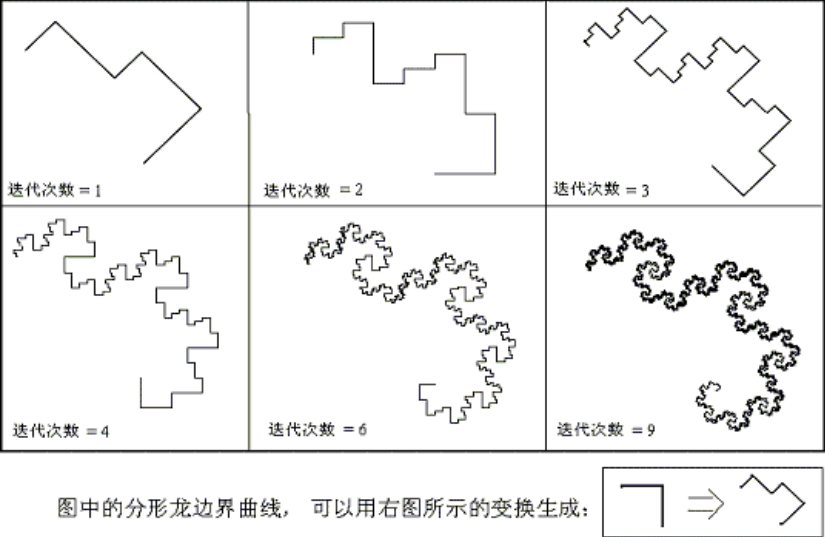 迭代次数 = 1
迭代次数 = 2
迭代次数 = 3
迭代次数 = 4
迭代次数 = 6
迭代次数 = 9
图中的分形龙边界曲线， 可以用右图所示的变换生成：